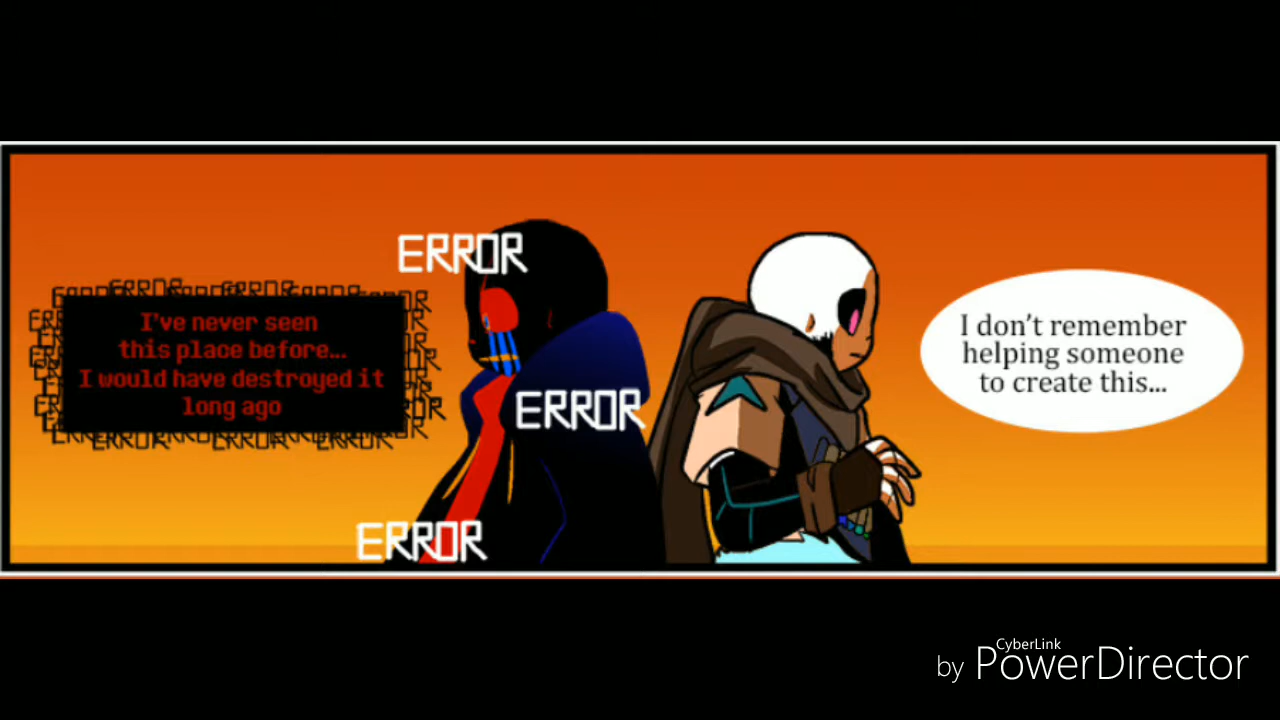 ERROR
I've never seen
this place before...
I would have destroyed it
long ago
ERROR
ERROR
I don't remember
helping someone
to create this...
by CyberLink
PowerDirector